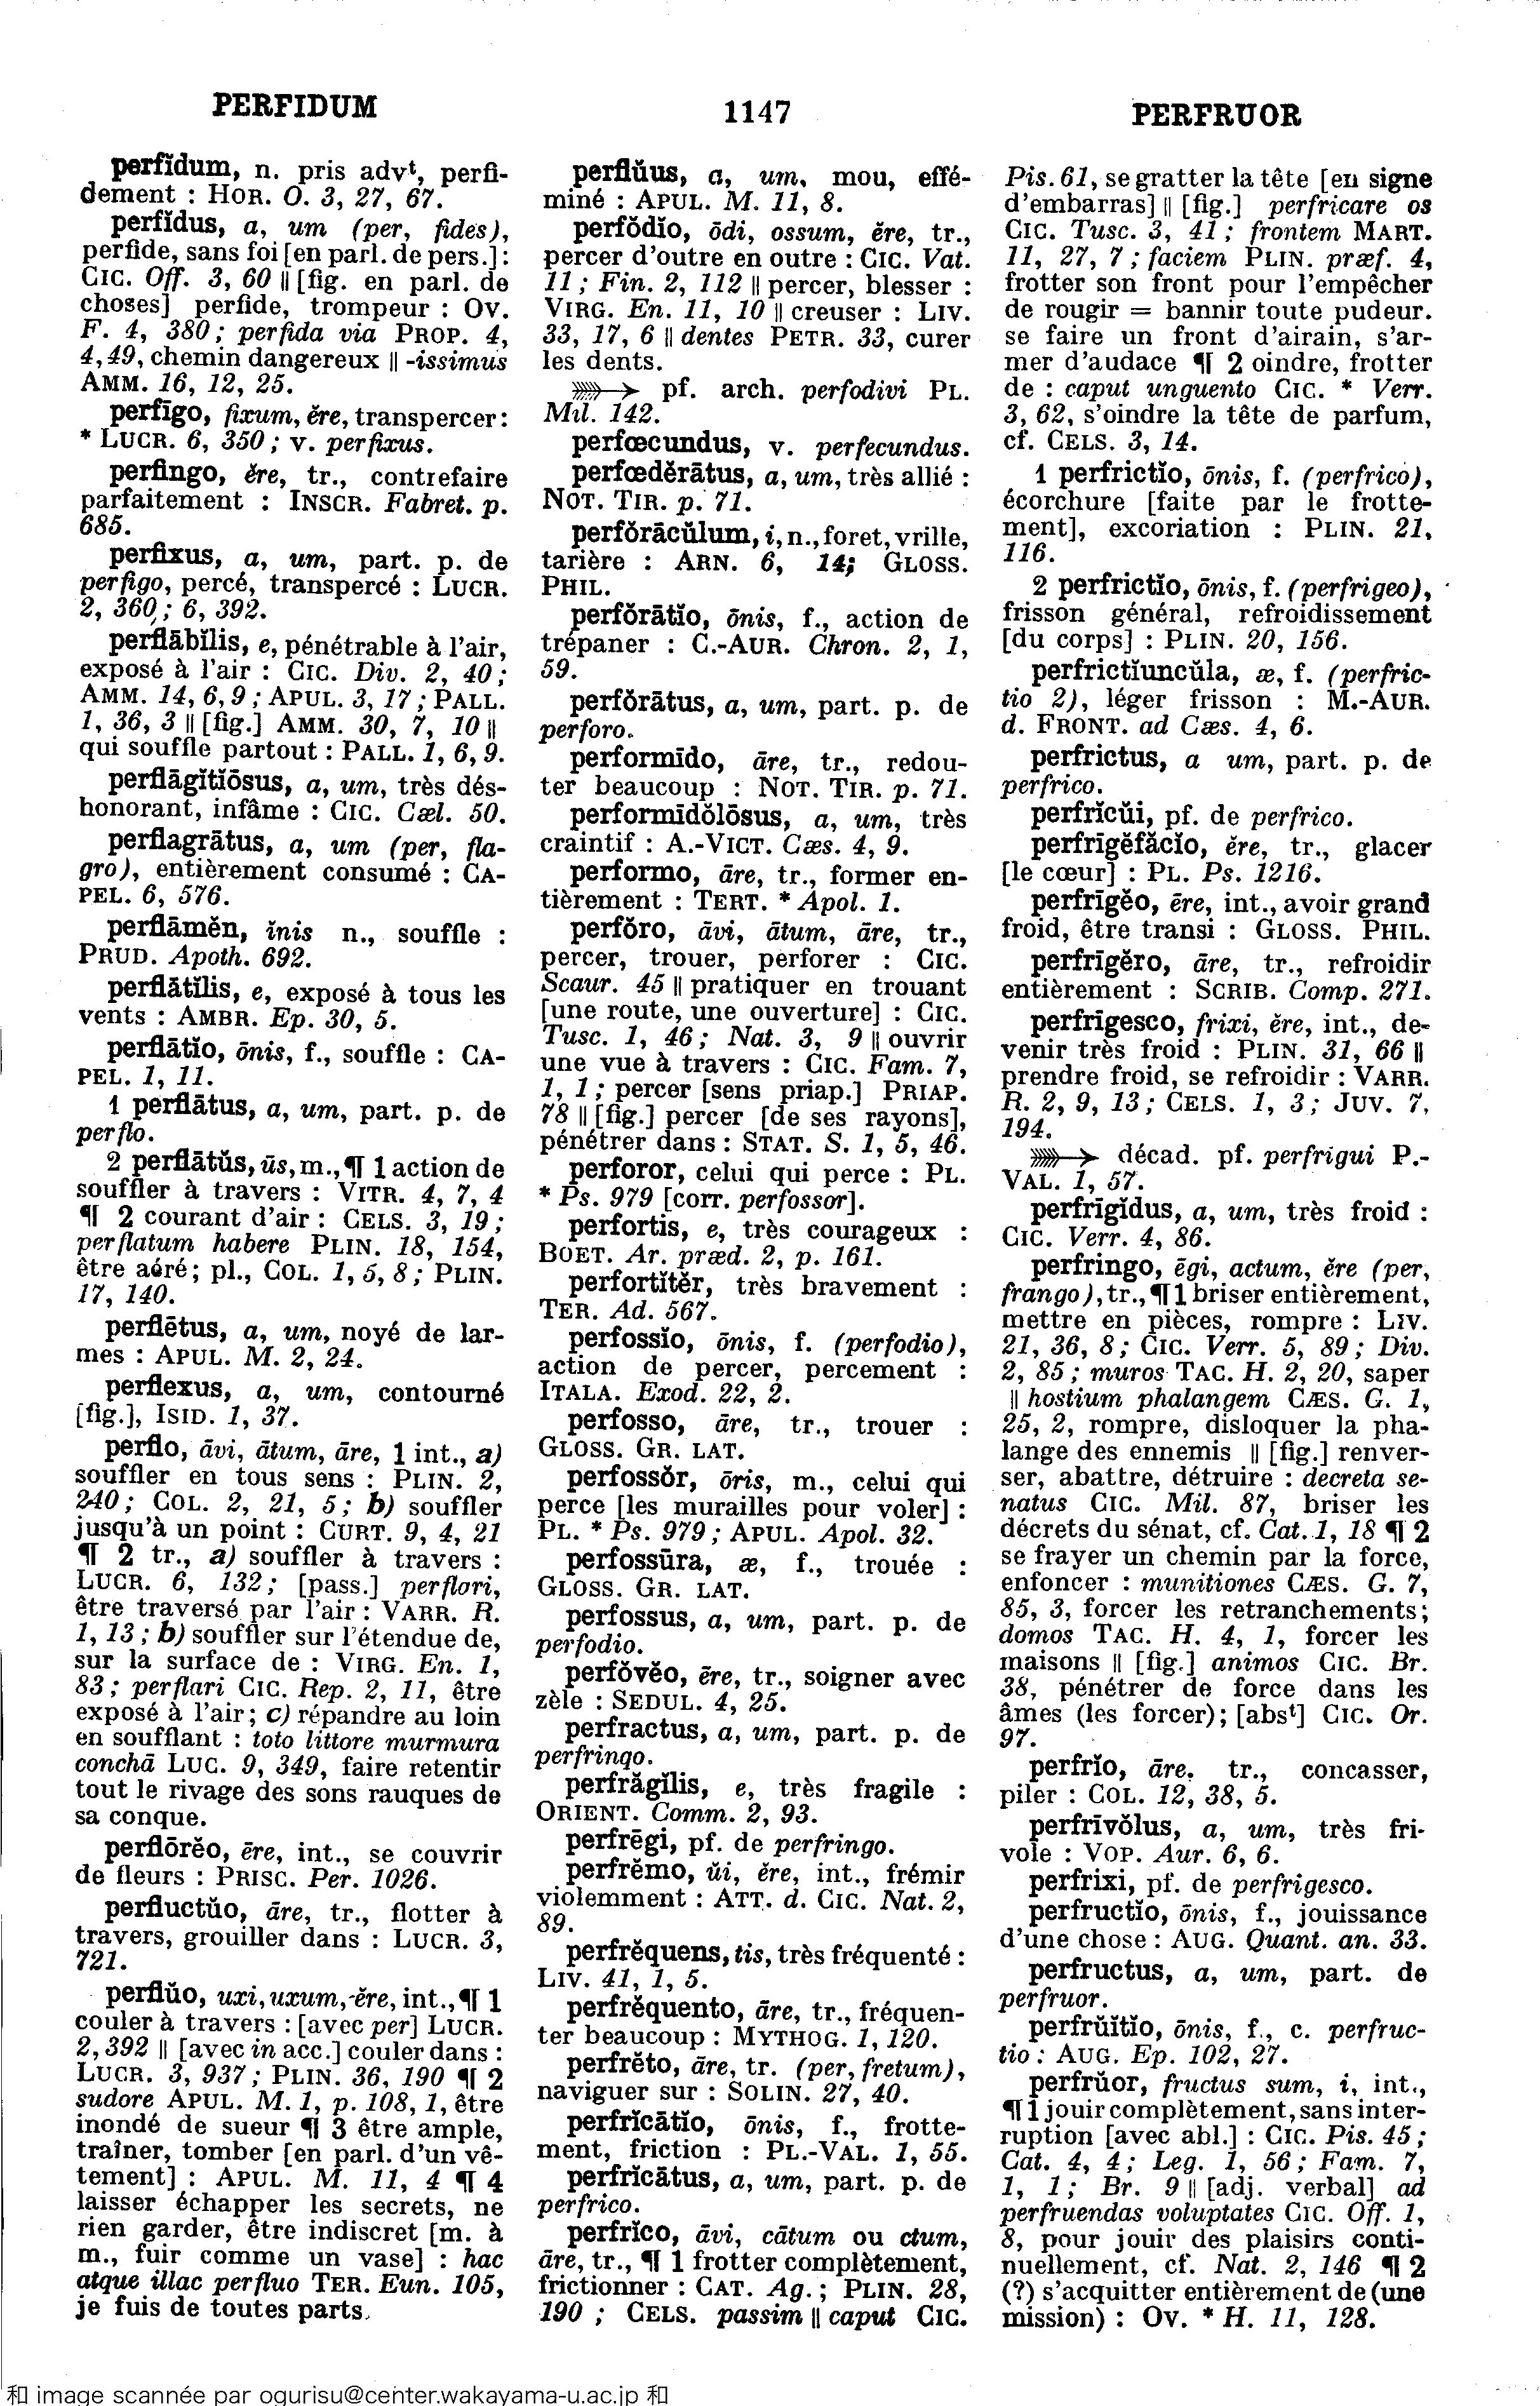 PERFIDUM
1147
PERFRUOR
perfĭdum, n. pris advᵗ, perfi-
dement : HOR. O. 3, 27, 67.
perfĭdus, a, um (per, fides),
perfide, sans foi [en parl. de pers.] :
CIC. Off. 3, 60 || [fig. en parl. de
choses] perfide, trompeur : OV.
F. 4, 380 ; perfida via PROP. 4,
4, 49, chemin dangereux || -issimus
AMM. 16, 12, 25.
perfīgo, fixum, ĕre, transpercer :
* LUCR. 6, 350 ; v. perfixus.
perfingo, ĕre, tr., contrefaire
parfaitement : INSCR. Fabret. p.
685.
perfixus, a, um, part. p. de
perfigo, percé, transpercé : LUCR.
2, 360 ; 6, 392.
perflābĭlis, e, pénétrable à l'air,
exposé à l'air : CIC. Div. 2, 40 ;
AMM. 14, 6, 9 ; APUL. 3, 17 ; PALL.
1, 36, 3 || [fig.] AMM. 30, 7, 10 ||
qui souffle partout : PALL. 1, 6, 9.
perflāgĭtĭōsus, a, um, très dés-
honorant, infâme : CIC. Cæl. 50.
perflagrātus, a, um (per, fla-
gro), entièrement consumé : CA-
PEL. 6, 576.
perflāmĕn, ĭnis n., souffle :
PRUD. Apoth. 692.
perflātĭlis, e, exposé à tous les
vents : AMBR. Ep. 30, 5.
perflātĭo, ōnis, f., souffle : CA-
PEL. 1, 11.
1 perflātus, a, um, part. p. de
perflo.
2 perflātŭs, ūs, m., ¶ 1 action de
souffler à travers : VITR. 4, 7, 4
¶ 2 courant d'air : CELS. 3, 19 ;
perflatum habere PLIN. 18, 154,
être aéré ; pl., COL. 1, 5, 8 ; PLIN.
17, 140.
perflētus, a, um, noyé de lar-
mes : APUL. M. 2, 24.
perflexus, a, um, contourné
[fig.], ISID. 1, 37.
perflo, āvi, ātum, āre, 1 int., a)
souffler en tous sens : PLIN. 2,
240 ; COL. 2, 21, 5 ; b) souffler
jusqu'à un point : CURT. 9, 4, 21
¶ 2 tr., a) souffler à travers :
LUCR. 6, 132 ; [pass.] perflari,
être traversé par l'air : VARR. R.
1, 13 ; b) souffler sur l'étendue de,
sur la surface de : VIRG. En. 1,
83 ; perflari CIC. Rep. 2, 11, être
exposé à l'air ; c) répandre au loin
en soufflant : toto littore murmura
conchā LUC. 9, 349, faire retentir
tout le rivage des sons rauques de
sa conque.
perflōrĕo, ēre, int., se couvrir
de fleurs : PRISC. Per. 1026.
perfluctŭo, āre, tr., flotter à
travers, grouiller dans : LUCR. 3,
721.
perflŭo, uxi, uxum, ĕre, int., ¶ 1
couler à travers : [avec per] LUCR.
2, 392 || [avec in acc.] couler dans :
LUCR. 3, 937 ; PLIN. 36, 190 ¶ 2
sudore APUL. M. 1, p. 108, 1, être
inondé de sueur ¶ 3 être ample,
traîner, tomber [en parl. d'un vê-
tement] : APUL. M. 11, 4 ¶ 4
laisser échapper les secrets, ne
rien garder, être indiscret [m. à
m., fuir comme un vase] : hac
atque illac perfluo TER. Eun. 105,
je fuis de toutes parts.
perflŭus, a, um, mou, effé-
miné : APUL. M. 11, 8.
perfŏdĭo, ōdi, ossum, ĕre, tr.,
percer d'outre en outre : CIC. Vat.
11 ; Fin. 2, 112 || percer, blesser :
VIRG. En. 11, 10 || creuser : LIV.
33, 17, 6 || dentes PETR. 33, curer
les dents.
➳ pf. arch. perfodivi PL.
Mil. 142.
perfœcundus, v. perfecundus.
perfœdĕrātus, a, um, très allié :
NOT. TIR. p. 71.
perfŏrācŭlum, i, n., foret, vrille,
tarière : ARN. 6, 14 ; GLOSS.
PHIL.
perfŏrātĭo, ōnis, f., action de
trépaner : C.-AUR. Chron. 2, 1,
59.
perfŏrātus, a, um, part. p. de
perforo.
performīdo, āre, tr., redou-
ter beaucoup : NOT. TIR. p. 71.
performīdŏlōsus, a, um, très
craintif : A.-VICT. Cæs. 4, 9.
performo, āre, tr., former en-
tièrement : TERT. * Apol. 1.
perfŏro, āvi, ātum, āre, tr.,
percer, trouer, perforer : CIC.
Scaur. 45 || pratiquer en trouant
[une route, une ouverture] : CIC.
Tusc. 1, 46 ; Nat. 3, 9 || ouvrir
une vue à travers : CIC. Fam. 7,
1, 1 ; percer [sens priap.] PRIAP.
78 || [fig.] percer [de ses rayons],
pénétrer dans : STAT. S. 1, 5, 46.
perforor, celui qui perce : PL.
* Ps. 979 [corr. perfossor].
perfortis, e, très courageux :
BOET. Ar. præd. 2, p. 161.
perfortĭtĕr, très bravement :
TER. Ad. 567.
perfossĭo, ōnis, f. (perfodio),
action de percer, percement :
ITALA. Exod. 22, 2.
perfosso, āre, tr., trouer :
GLOSS. GR. LAT.
perfossŏr, ōris, m., celui qui
perce [les murailles pour voler] :
PL. * Ps. 979 ; APUL. Apol. 32.
perfossūra, æ, f., trouée :
GLOSS. GR. LAT.
perfossus, a, um, part. p. de
perfodio.
perfŏvĕo, ēre, tr., soigner avec
zèle : SEDUL. 4, 25.
perfractus, a, um, part. p. de
perfringo.
perfrăgĭlis, e, très fragile :
ORIENT. Comm. 2, 93.
perfrēgi, pf. de perfringo.
perfrĕmo, ŭi, ĕre, int., frémir
violemment : ATT. d. CIC. Nat. 2,
89.
perfrĕquens, tis, très fréquenté :
LIV. 41, 1, 5.
perfrĕquento, āre, tr., fréquen-
ter beaucoup : MYTHOG. 1, 120.
perfrĕto, āre, tr. (per, fretum),
naviguer sur : SOLIN. 27, 40.
perfrĭcātĭo, ōnis, f., frotte-
ment, friction : PL.-VAL. 1, 55.
perfrĭcātus, a, um, part. p. de
perfrico.
perfrĭco, āvi, cātum ou ctum,
āre, tr., ¶ 1 frotter complètement,
frictionner : CAT. Ag. ; PLIN. 28,
190 ; CELS. passim || caput CIC.
Pis. 61, se gratter la tête [en signe
d'embarras] || [fig.] perfricare os
CIC. Tusc. 3, 41 ; frontem MART.
11, 27, 7 ; faciem PLIN. præf. 4,
frotter son front pour l'empêcher
de rougir = bannir toute pudeur.
se faire un front d'airain, s'ar-
mer d'audace ¶ 2 oindre, frotter
de : caput unguento CIC. * Verr.
3, 62, s'oindre la tête de parfum,
cf. CELS. 3, 14.
1 perfrictĭo, ōnis, f. (perfrico),
écorchure [faite par le frotte-
ment], excoriation : PLIN. 21,
116.
2 perfrictĭo, ōnis, f. (perfrigeo),
frisson général, refroidissement
[du corps] : PLIN. 20, 156.
perfrictĭuncŭla, æ, f. (perfric-
tio 2), léger frisson : M.-AUR.
d. FRONT. ad Cæs. 4, 6.
perfrictus, a um, part. p. de
perfrico.
perfrĭcŭi, pf. de perfrico.
perfrīgĕfăcĭo, ĕre, tr., glacer
[le cœur] : PL. Ps. 1216.
perfrīgĕo, ēre, int., avoir grand
froid, être transi : GLOSS. PHIL.
perfrīgĕro, āre, tr., refroidir
entièrement : SCRIB. Comp. 271.
perfrīgesco, frixi, ĕre, int., de-
venir très froid : PLIN. 31, 66 ||
prendre froid, se refroidir : VARR.
R. 2, 9, 13 ; CELS. 1, 3 ; JUV. 7,
194.
➳ décad. pf. perfrigui P.-
VAL. 1, 57.
perfrīgĭdus, a, um, très froid :
CIC. Verr. 4, 86.
perfringo, ēgi, actum, ĕre (per,
frango), tr., ¶ 1 briser entièrement,
mettre en pièces, rompre : LIV.
21, 36, 8 ; CIC. Verr. 5, 89 ; Div.
2, 85 ; muros TAC. H. 2, 20, saper
|| hostium phalangem CÆS. G. 1,
25, 2, rompre, disloquer la pha-
lange des ennemis || [fig.] renver-
ser, abattre, détruire : decreta se-
natus CIC. Mil. 87, briser les
décrets du sénat, cf. Cat. 1, 18 ¶ 2
se frayer un chemin par la force,
enfoncer : munitiones CÆS. G. 7,
85, 3, forcer les retranchements ;
domos TAC. H. 4, 1, forcer les
maisons || [fig.] animos CIC. Br.
38, pénétrer de force dans les
âmes (les forcer) ; [absᵗ] CIC. Or.
97.
perfrĭo, āre, tr., concasser,
piler : COL. 12, 38, 5.
perfrīvŏlus, a, um, très fri-
vole : VOP. Aur. 6, 6.
perfrixi, pf. de perfrigesco.
perfructĭo, ōnis, f., jouissance
d'une chose : AUG. Quant. an. 33.
perfructus, a, um, part. de
perfruor.
perfrŭĭtĭo, ōnis, f., c. perfruc-
tio : AUG. Ep. 102, 27.
perfrŭor, fructus sum, i, int.,
¶ 1 jouir complètement, sans inter-
ruption [avec abl.] : CIC. Pis. 45 ;
Cat. 4, 4 ; Leg. 1, 56 ; Fam. 7,
1, 1 ; Br. 9 || [adj. verbal] ad
perfruendas voluptates CIC. Off. 1,
8, pour jouir des plaisirs conti-
nuellement, cf. Nat. 2, 146 ¶ 2
(?) s'acquitter entièrement de (une
mission) : OV. * H. 11, 128.
和 image scannée par ogurisu@center.wakayama-u.ac.jp 和